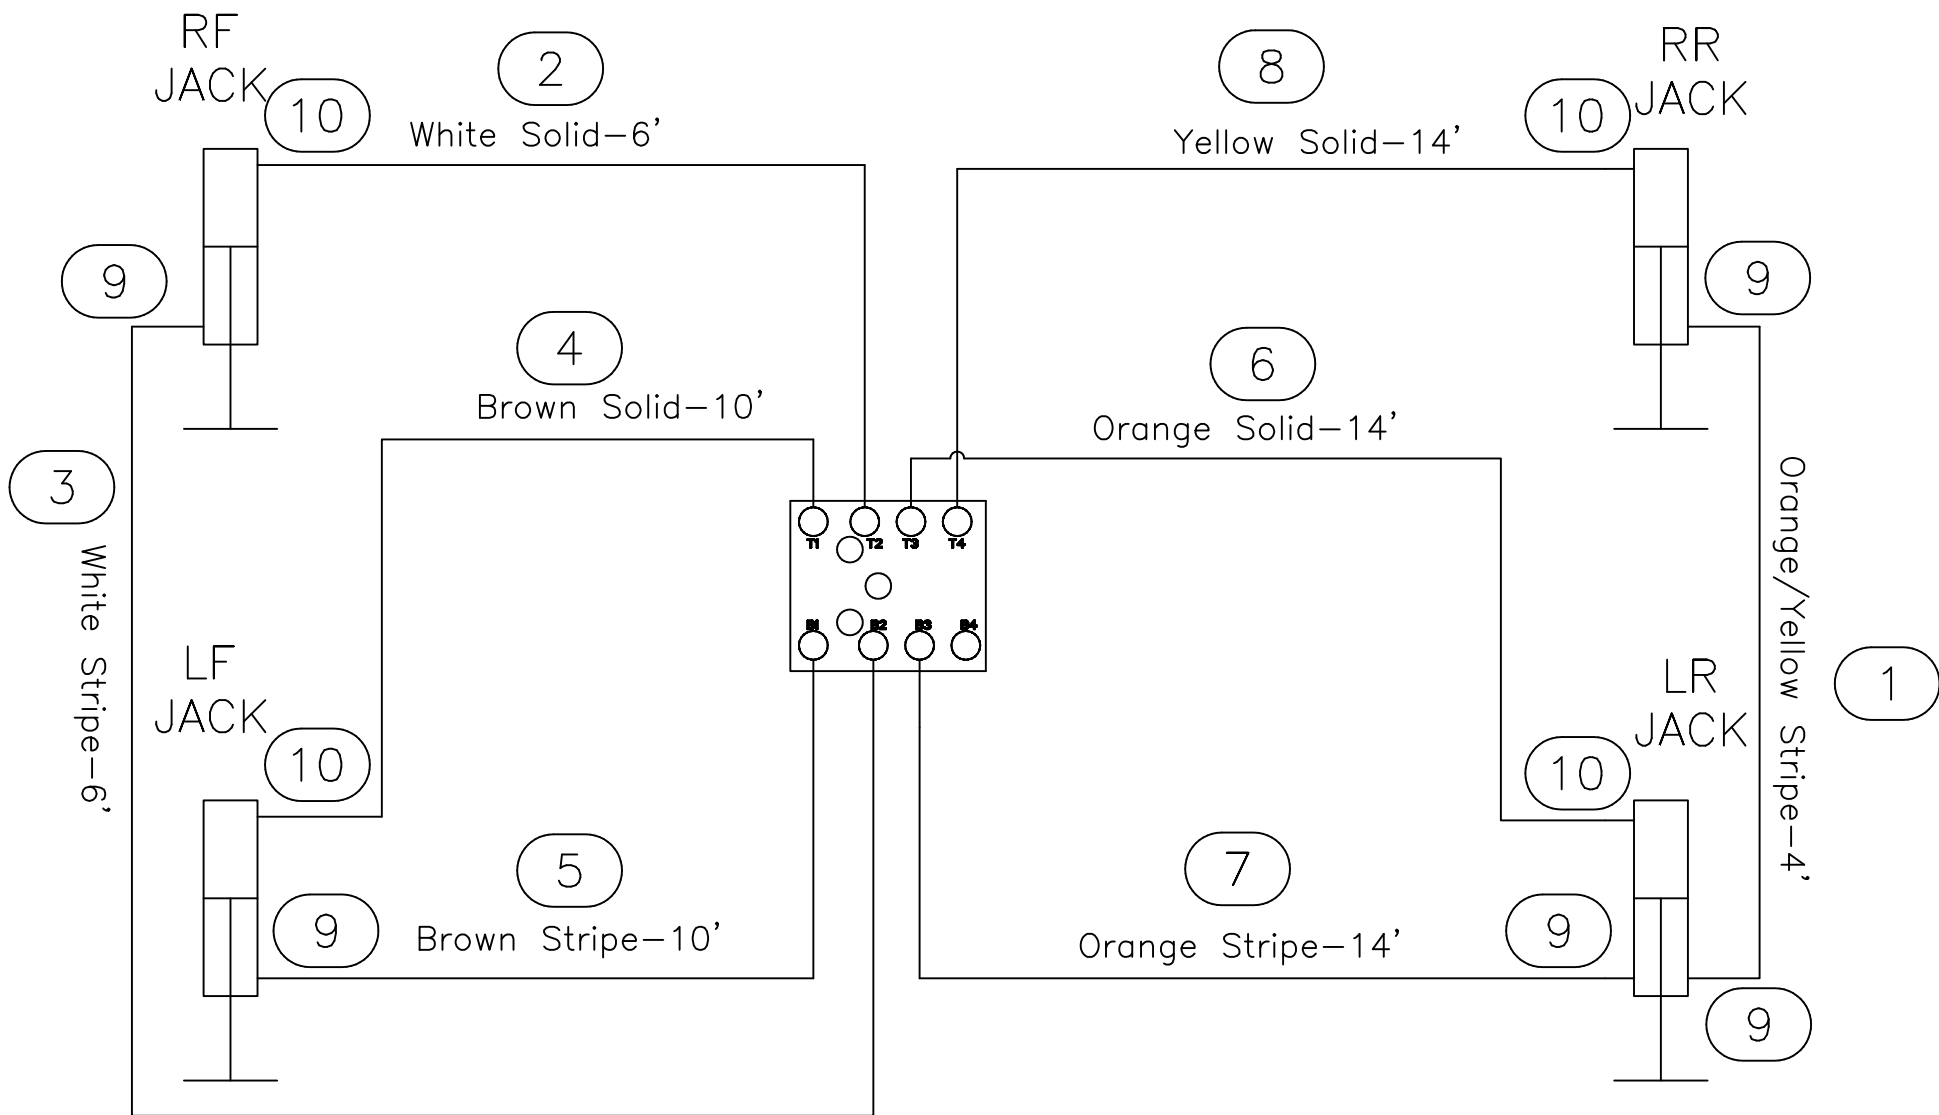 RF
JACK
10
2
White Solid-6'
8
Yellow Solid-14'
10
RR
JACK
9
9
4
Brown Solid-10'
6
Orange Solid-14'
3
White Stripe-6'
T1 T2 T3 T4
B1 B2 B3 B4
Orange/Yellow Stripe-4'
1
LF
JACK
10
LR
JACK
10
5
Brown Stripe-10'
9
7
Orange Stripe-14'
9
9